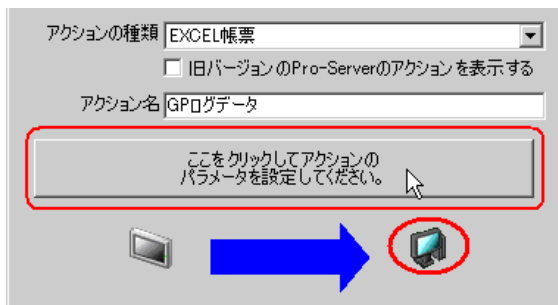 アクションの種類 EXCEL帳票
旧バージョンのPro-Serverのアクションを表示する
アクション名 GPログデータ
ここをクリックしてアクションの
パラメータを設定してください。